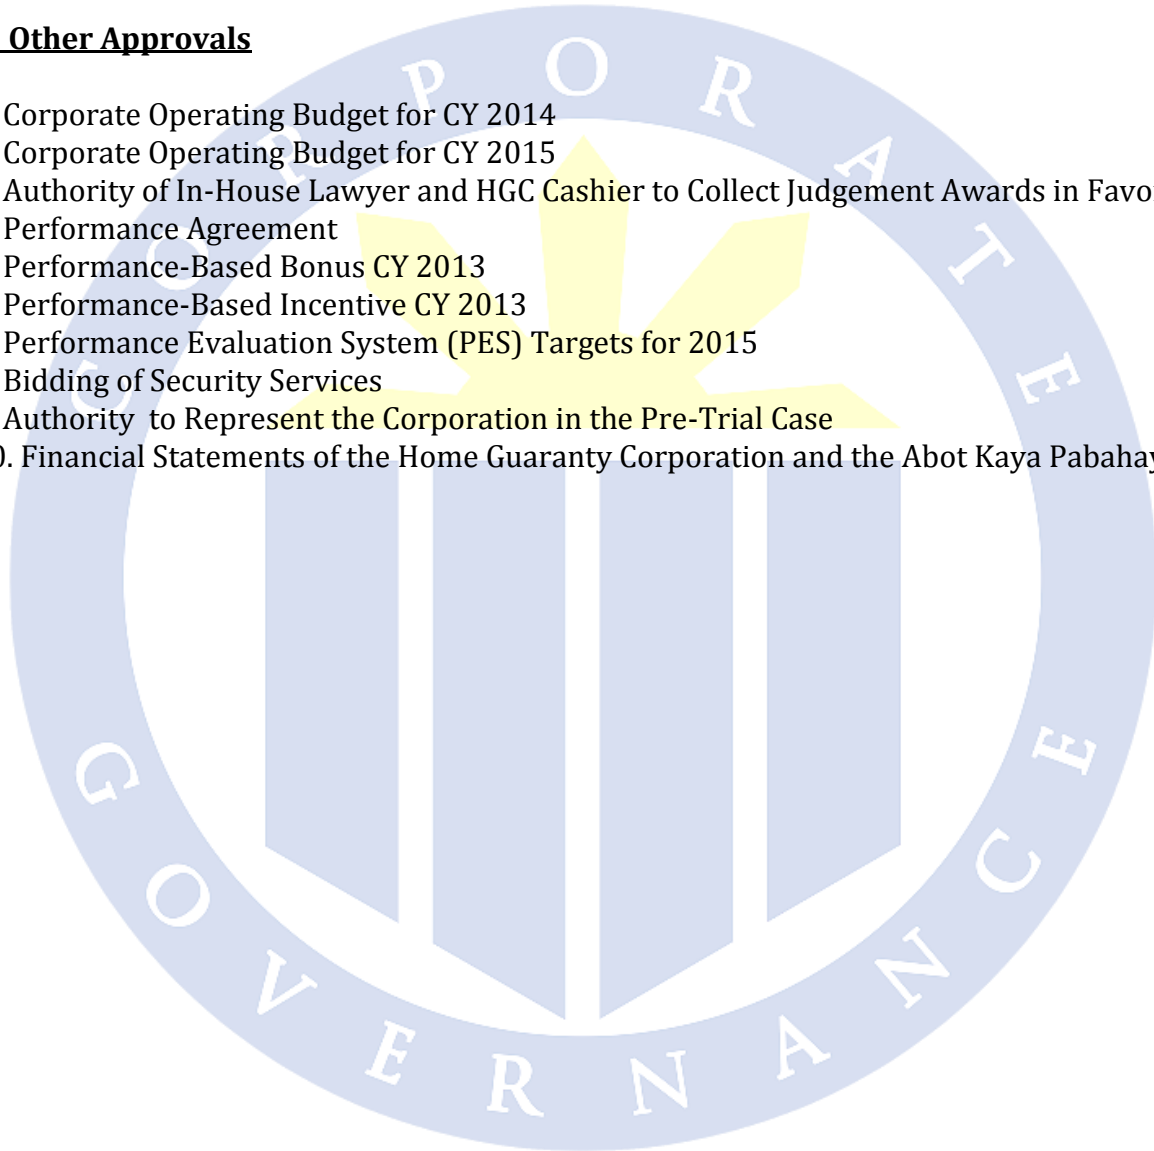 Other Approvals
Corporate Operating Budget for CY 2014
Corporate Operating Budget for CY 2015
Authority of In-House Lawyer and HGC Cashier to Collect Judgement Awards in Favo
Performance Agreement
Performance-Based Bonus CY 2013
Performance-Based Incentive CY 2013
Performance Evaluation System (PES) Targets for 2015
Bidding of Security Services
Authority  to Represent the Corporation in the Pre-Trial Case
0. Financial Statements of the Home Guaranty Corporation and the Abot Kaya Pabahay
CORPORATE
GOVERNANCE